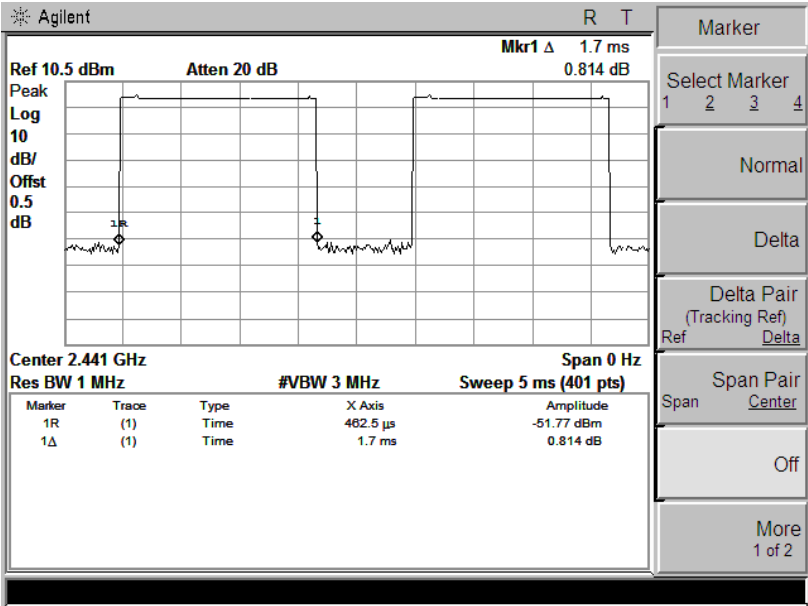 Agilent R T
Mkr1 Δ 1.7 ms
Ref 10.5 dBm Atten 20 dB 0.814 dB
Peak
Log
10
dB/
Offst
0.5
dB
1R 1
Center 2.441 GHz Span 0 Hz
Res BW 1 MHz #VBW 3 MHz Sweep 5 ms (401 pts)
Marker Trace Type X Axis Amplitude
1R (1) Time 462.5 µs -51.77 dBm
1Δ (1) Time 1.7 ms 0.814 dB
Marker
Select Marker
1 2 3 4
Normal
Delta
Delta Pair
(Tracking Ref)
Ref Delta
Span Pair
Span Center
Off
More
1 of 2